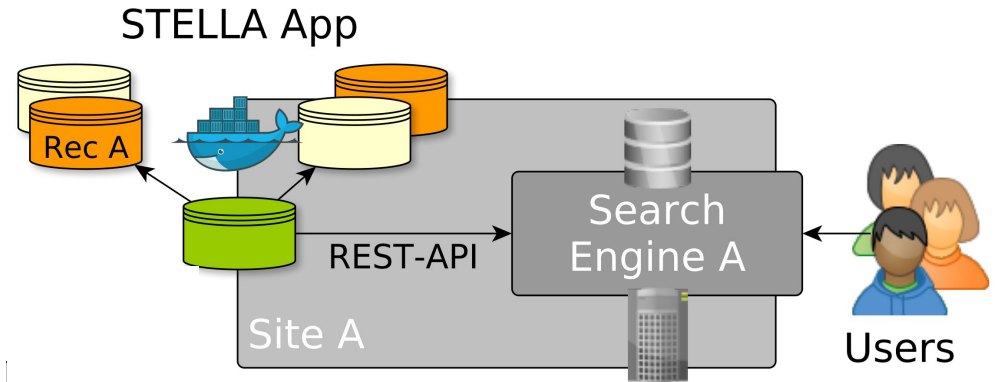 STELLA App
Rec A
Search
Engine A
REST-API
Site A
Users